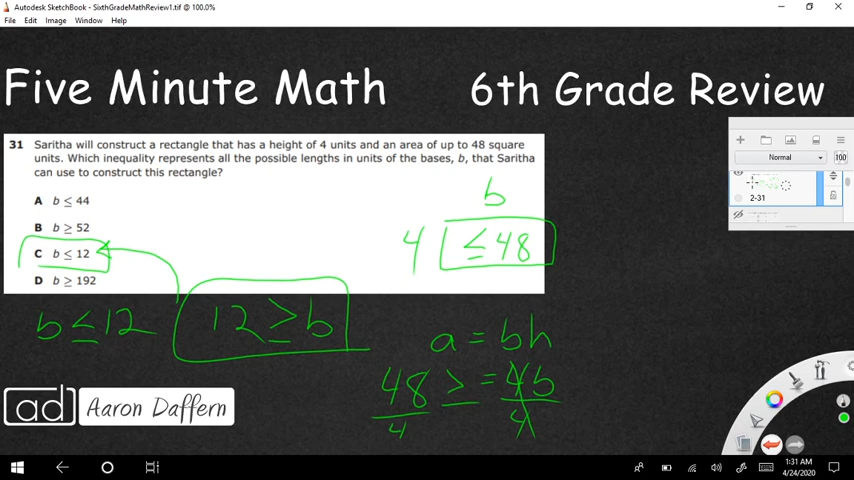 Autodesk SketchBook - SixthGradeMathReview1.tif @ 100.0%
File Edit Image Window Help
Five Minute Math 6th Grade Review
31 Saritha will construct a rectangle that has a height of 4 units and an area of up to 48 square
units. Which inequality represents all the possible lengths in units of the bases, b, that Saritha
can use to construct this rectangle?
A b ≤ 44
B b ≥ 52
C b ≤ 12
D b ≥ 192
b
4 ≤ 48
b ≤ 12 12 ≥ b
a = bh
48 ≥ = 4b
4 4
ad Aaron Daffern
Normal
100
2-31
1:31 AM
4/24/2020